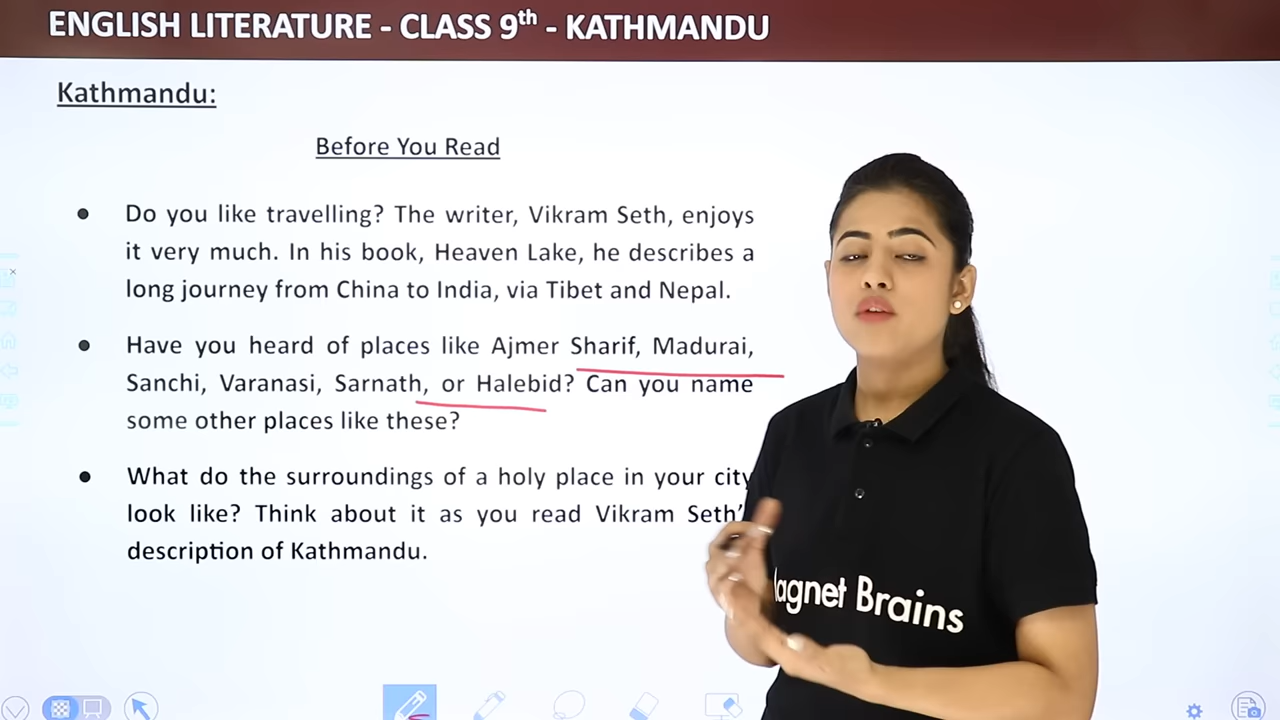 ENGLISH LITERATURE - CLASS 9th - KATHMANDU
Kathmandu:
Before You Read
● Do you like travelling? The writer, Vikram Seth, enjoys
it very much. In his book, Heaven Lake, he describes a
long journey from China to India, via Tibet and Nepal.
● Have you heard of places like Ajmer Sharif, Madurai,
Sanchi, Varanasi, Sarnath, or Halebid? Can you name
some other places like these?
● What do the surroundings of a holy place in your city
look like? Think about it as you read Vikram Seth'
description of Kathmandu.
agnet Brains